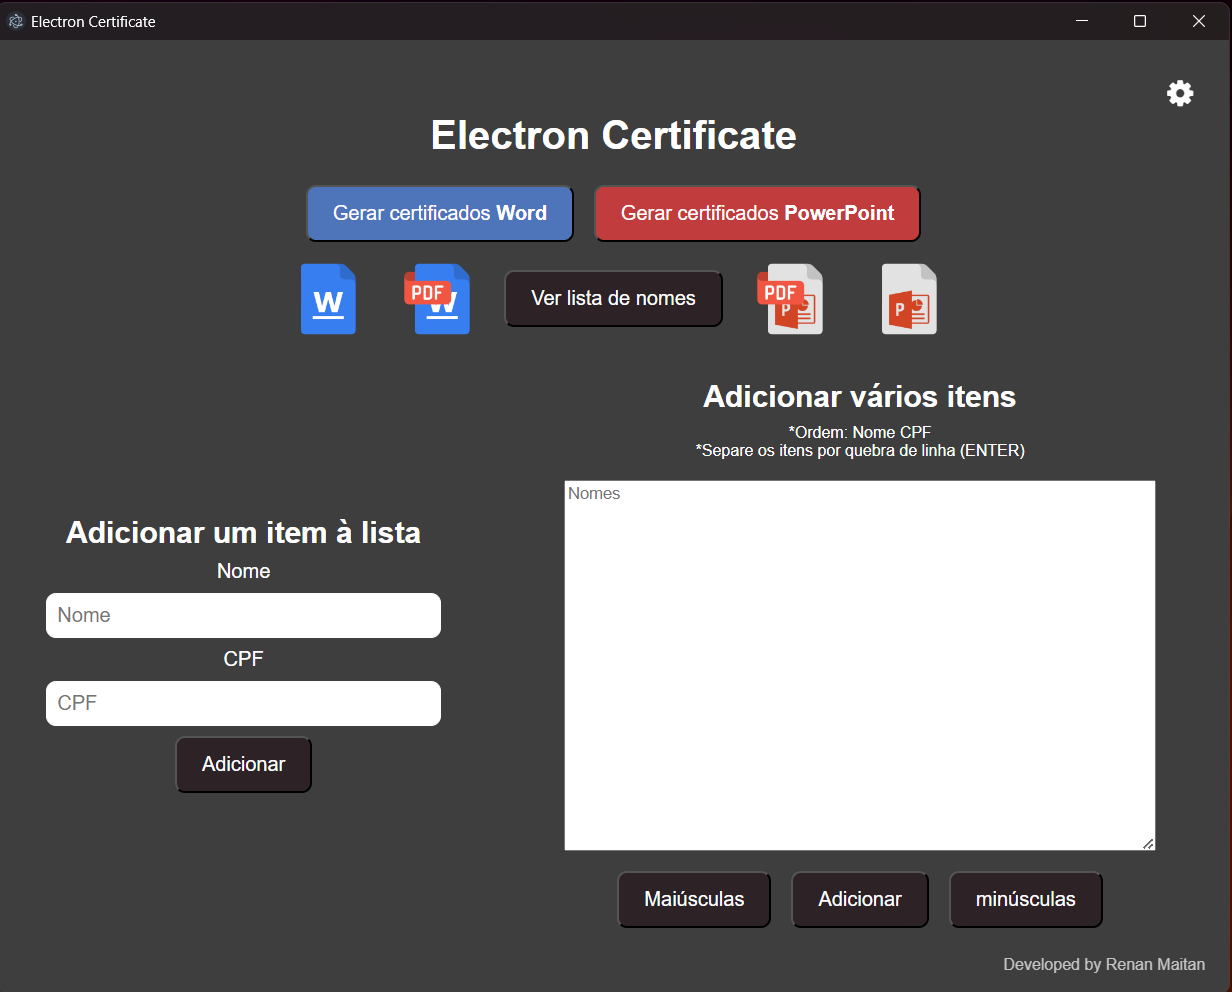 Electron Certificate
Electron Certificate
Gerar certificados Word
Gerar certificados PowerPoint
W
PDF
W
Ver lista de nomes
PDF
P
P
Adicionar vários itens
*Ordem: Nome CPF
*Separe os itens por quebra de linha (ENTER)
Nomes
Adicionar um item à lista
Nome
Nome
CPF
CPF
Adicionar
Maiúsculas
Adicionar
minúsculas
Developed by Renan Maitan